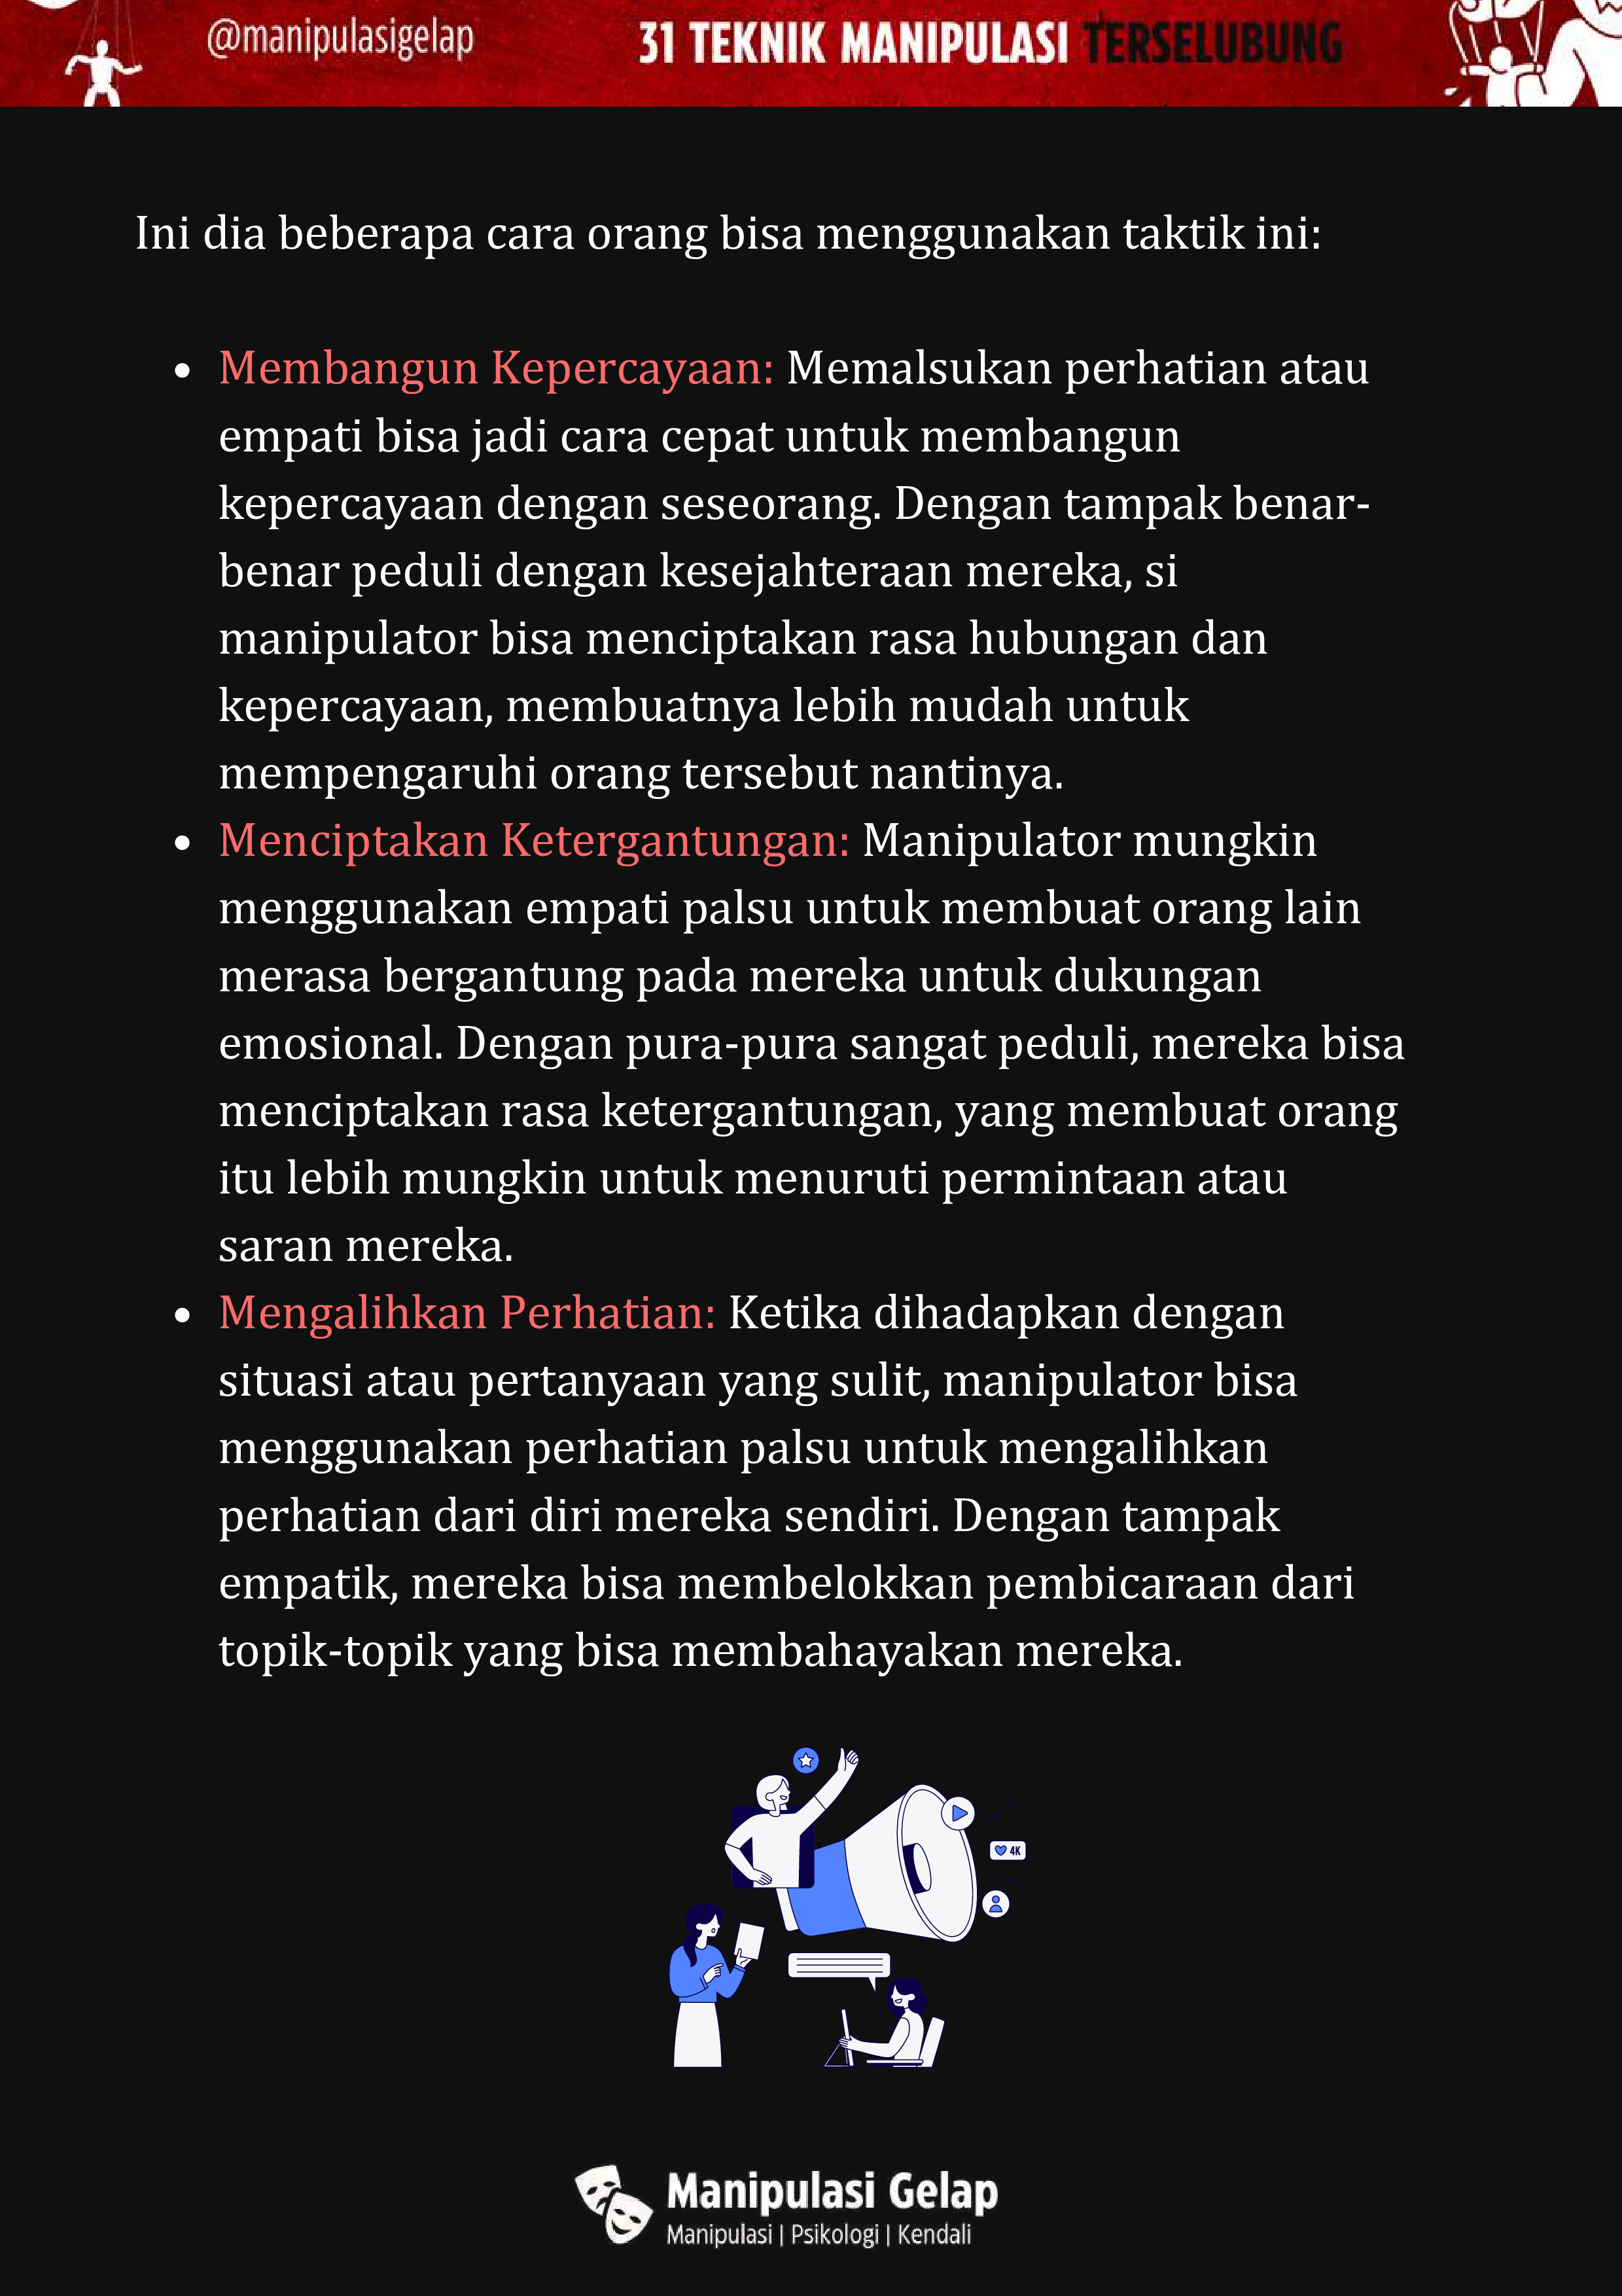 @manipulasigelap
31 TEKNIK MANIPULASI TERSELUBUNG
Ini dia beberapa cara orang bisa menggunakan taktik ini:
• Membangun Kepercayaan: Memalsukan perhatian atau
empati bisa jadi cara cepat untuk membangun
kepercayaan dengan seseorang. Dengan tampak benar-
benar peduli dengan kesejahteraan mereka, si
manipulator bisa menciptakan rasa hubungan dan
kepercayaan, membuatnya lebih mudah untuk
mempengaruhi orang tersebut nantinya.
• Menciptakan Ketergantungan: Manipulator mungkin
menggunakan empati palsu untuk membuat orang lain
merasa bergantung pada mereka untuk dukungan
emosional. Dengan pura-pura sangat peduli, mereka bisa
menciptakan rasa ketergantungan, yang membuat orang
itu lebih mungkin untuk menuruti permintaan atau
saran mereka.
• Mengalihkan Perhatian: Ketika dihadapkan dengan
situasi atau pertanyaan yang sulit, manipulator bisa
menggunakan perhatian palsu untuk mengalihkan
perhatian dari diri mereka sendiri. Dengan tampak
empatik, mereka bisa membelokkan pembicaraan dari
topik-topik yang bisa membahayakan mereka.
4K
Manipulasi Gelap
Manipulasi | Psikologi | Kendali